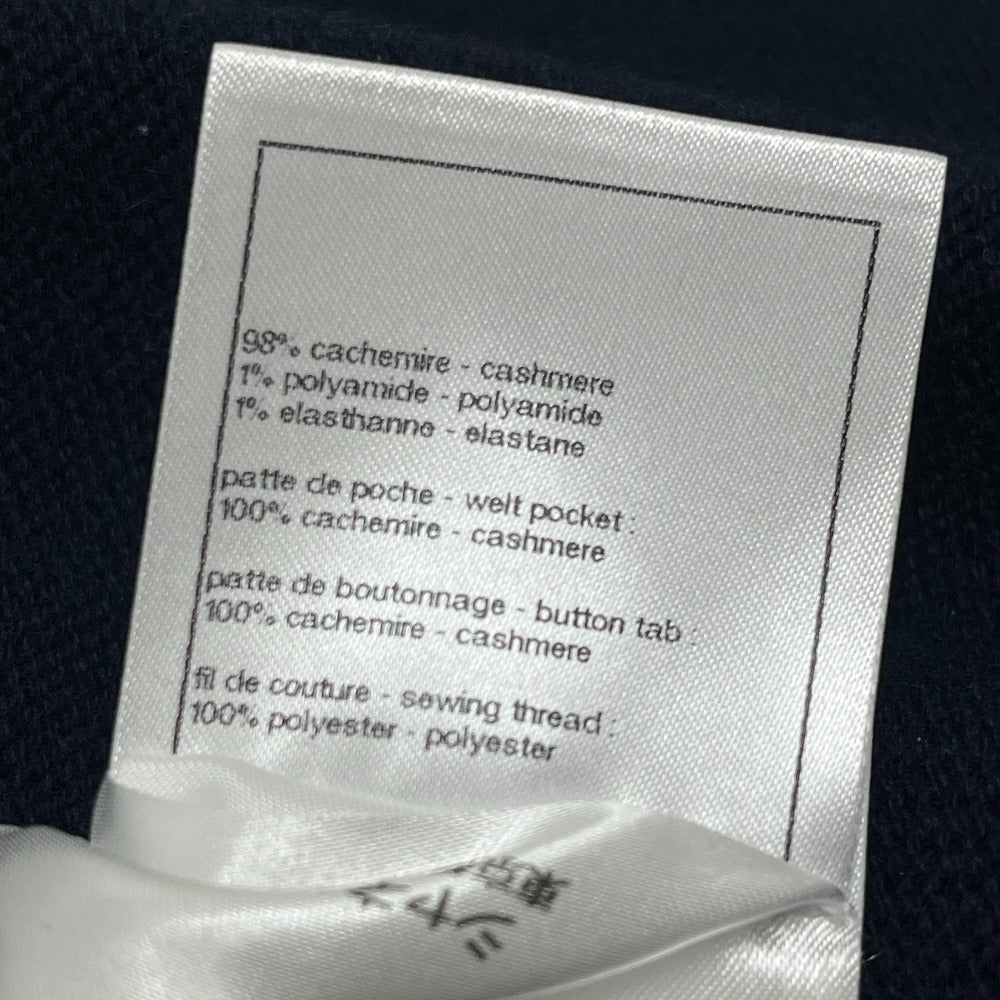 98% cachemire - cashmere
1% polyamide - polyamide
1% elasthanne - elastane
patte de poche - welt pocket :
100% cachemire - cashmere
patte de boutonnage - button tab :
100% cachemire - cashmere
fil de couture - sewing thread :
100% polyester - polyester